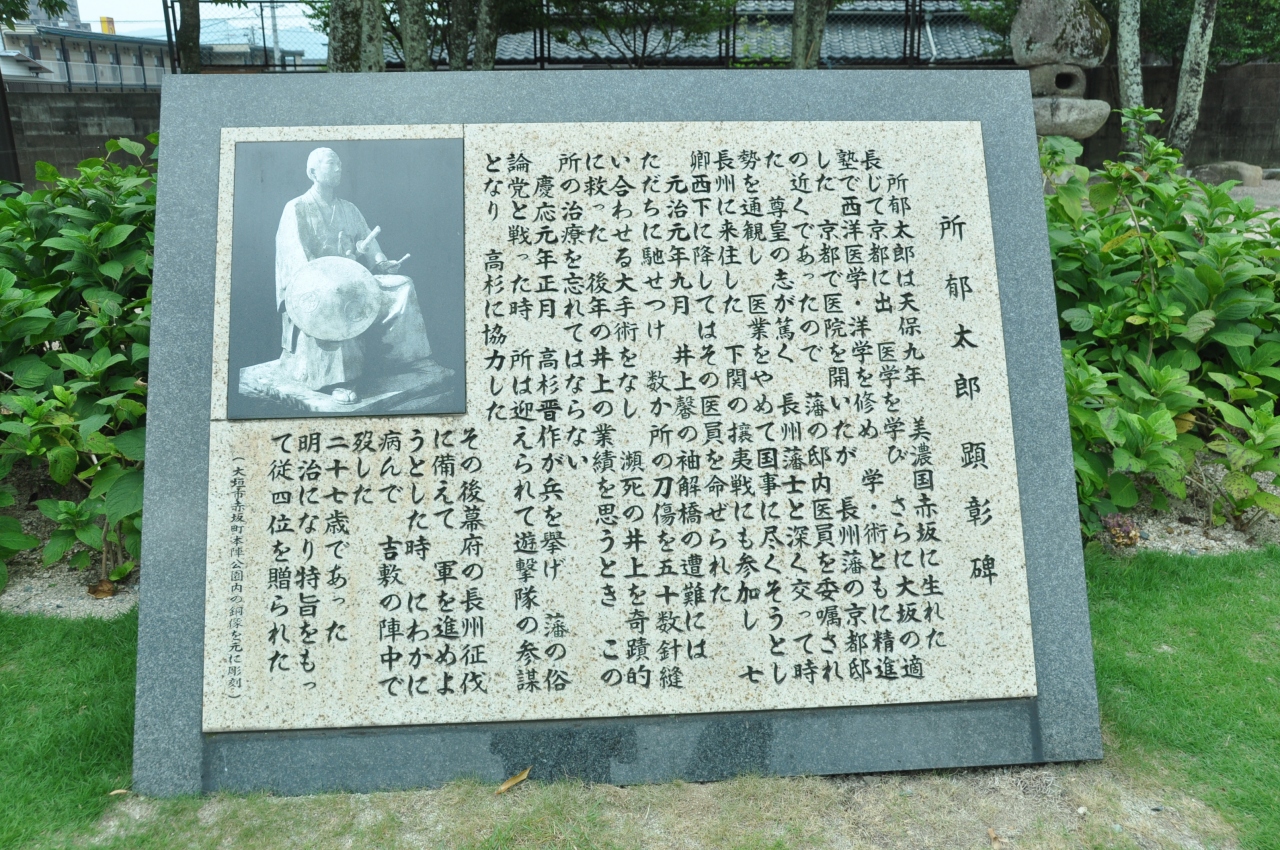 所郁太郎顕彰碑
所郁太郎は天保九年　美濃国赤坂に生れた
長じて京都に出　医学を学び　さらに大坂の適
塾で西洋医学・洋学を修め　学・術ともに精進
した　京都で医院を開いたが　長州藩の京都邸
の近くであったので　藩の邸内医員を委嘱され
た　尊皇の志が篤く　長州藩士と深く交って時
勢を通観し　医業をやめて国事に尽くそうとし
長州に来住した　下関の攘夷戦にも参加し　七
卿西下に降してはその医員を命ぜられた
元治元年九月　井上馨の袖解橋の遭難には
ただちに馳せつけ　数か所の刀傷を五十数針縫
い合わせる大手術をなし　瀕死の井上を奇蹟的
に救った　後年の井上の業績を思うとき　この
所の治療を忘れてはならない
慶応元年正月　高杉晋作が兵を挙げ　藩の俗
論党と戦った時　所は迎えられて遊撃隊の参謀
となり　高杉に協力した
その後幕府の長州征伐
に備えて　軍を進めよ
うとした時　にわかに
病んで　吉敷の陣中で
歿した
二十七歳であった
明治になり特旨をもっ
て従四位を贈られた
（大垣市赤坂町本陣公園内の銅像を元に彫刻）